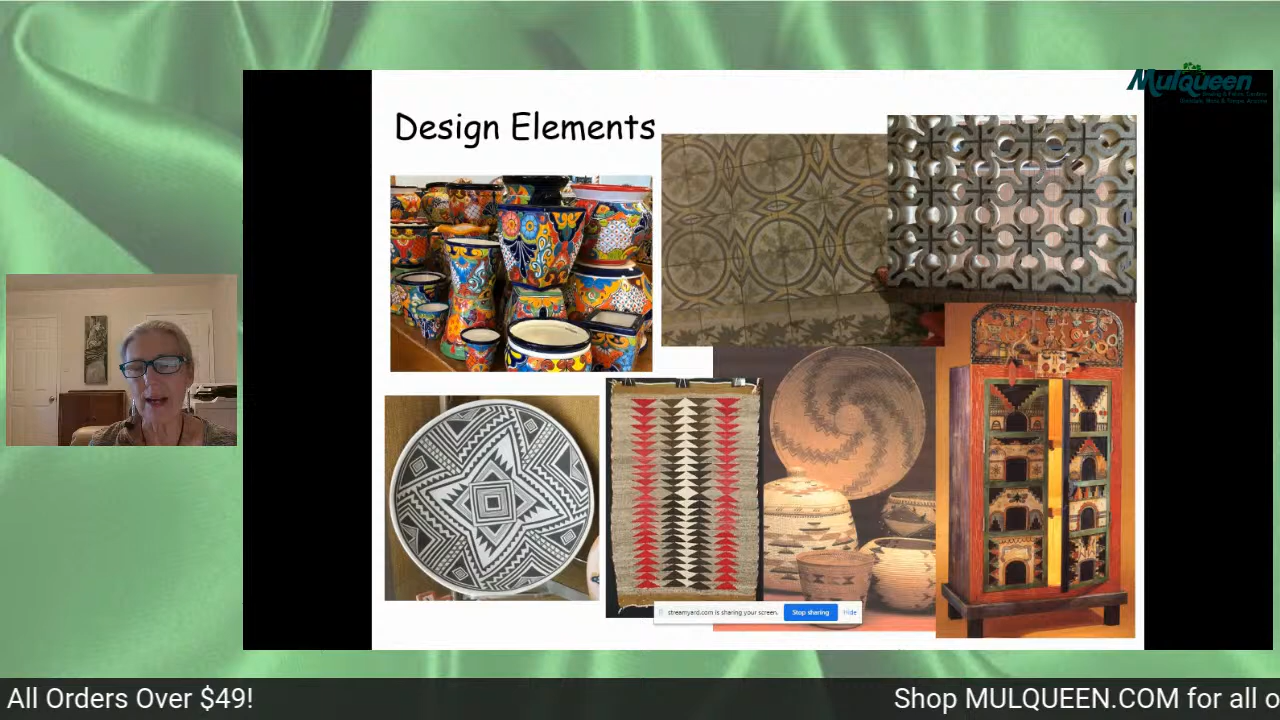 Mulqueen
Design Elements
streamyard.com is sharing your screen.
Stop sharing
Hide
All Orders Over $49!
Shop MULQUEEN.COM for all o